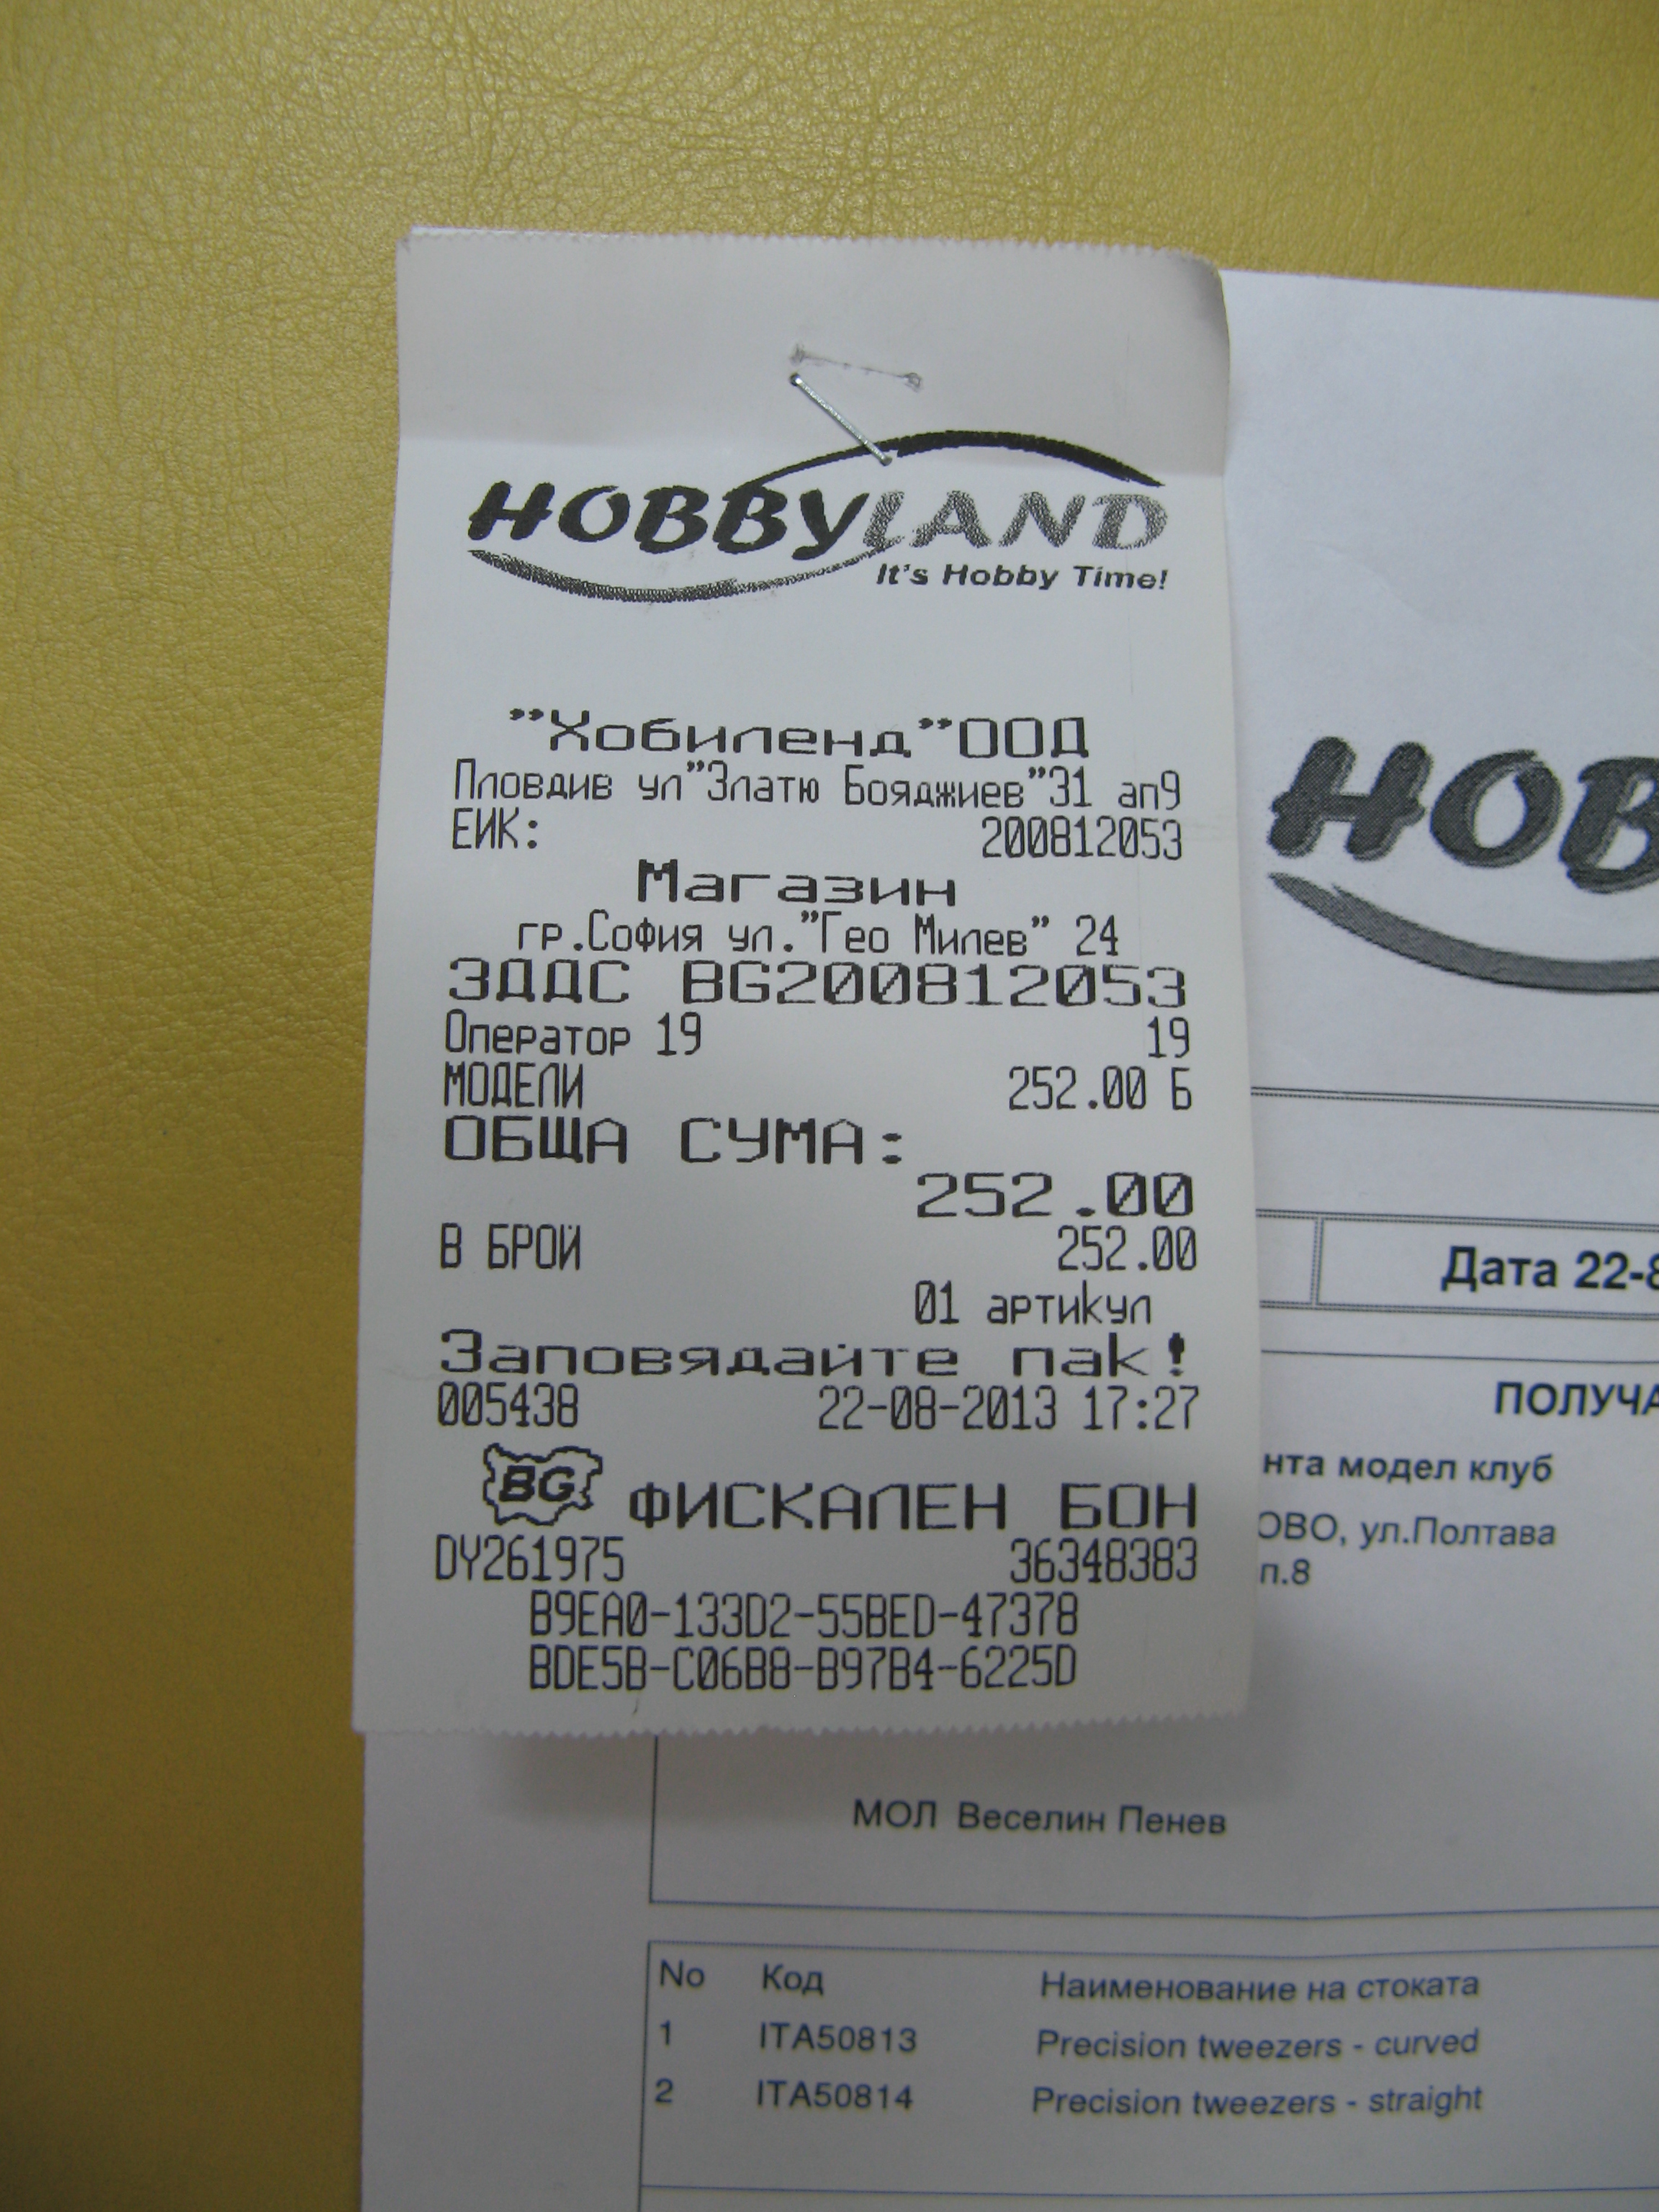 HOBBYLAND
It's Hobby Time!
"Хобиленд"ООД
Пловдив ул"Златю Бояджиев"31 ап9
ЕИК: 200812053
Магазин
гр.София ул."Гео Милев" 24
ЗДДС BG200812053
Оператор 19 19
МОДЕЛИ 252.00 Б
ОБЩА СУМА:
252.00
В БРОЙ 252.00
01 артикул
Заповядайте пак!
005438 22-08-2013 17:27
BG ФИСКАЛЕН БОН
DY261975 36348383
B9EA0-133D2-55BED-47378
BDE5B-C06B8-B97B4-6225D
HOB
Дата 22-8
ПОЛУЧА
нта модел клуб
ОВО, ул.Полтава
п.8
МОЛ Веселин Пенев
No Код Наименование на стоката
1 ITA50813 Precision tweezers - curved
2 ITA50814 Precision tweezers - straight